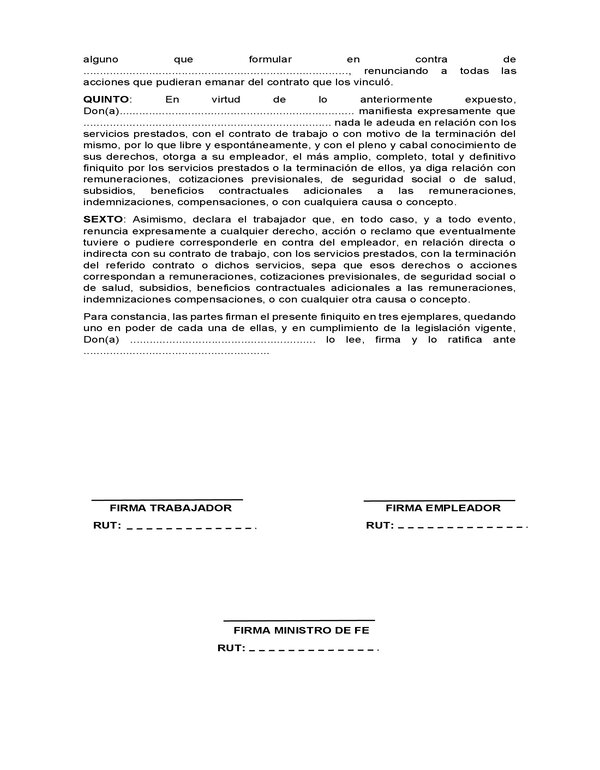 alguno que formular en contra de
................................................................................, renunciando a todas las
acciones que pudieran emanar del contrato que los vinculó.
QUINTO: En virtud de lo anteriormente expuesto,
Don(a)....................................................................... manifiesta expresamente que
........................................................................... nada le adeuda en relación con los
servicios prestados, con el contrato de trabajo o con motivo de la terminación del
mismo, por lo que libre y espontáneamente, y con el pleno y cabal conocimiento de
sus derechos, otorga a su empleador, el más amplio, completo, total y definitivo
finiquito por los servicios prestados o la terminación de ellos, ya diga relación con
remuneraciones, cotizaciones previsionales, de seguridad social o de salud,
subsidios, beneficios contractuales adicionales a las remuneraciones,
indemnizaciones, compensaciones, o con cualquiera causa o concepto.
SEXTO: Asimismo, declara el trabajador que, en todo caso, y a todo evento,
renuncia expresamente a cualquier derecho, acción o reclamo que eventualmente
tuviere o pudiere corresponderle en contra del empleador, en relación directa o
indirecta con su contrato de trabajo, con los servicios prestados, con la terminación
del referido contrato o dichos servicios, sepa que esos derechos o acciones
correspondan a remuneraciones, cotizaciones previsionales, de seguridad social o
de salud, subsidios, beneficios contractuales adicionales a las remuneraciones,
indemnizaciones compensaciones, o con cualquier otra causa o concepto.
Para constancia, las partes firman el presente finiquito en tres ejemplares, quedando
uno en poder de cada una de ellas, y en cumplimiento de la legislación vigente,
Don(a) ......................................................... lo lee, firma y lo ratifica ante
.........................................................
FIRMA TRABAJADOR FIRMA EMPLEADOR
RUT: _ _ _ _ _ _ _ _ _ _ _ _ _ . RUT: _ _ _ _ _ _ _ _ _ _ _ _ _ .
FIRMA MINISTRO DE FE
RUT: _ _ _ _ _ _ _ _ _ _ _ _ _ .